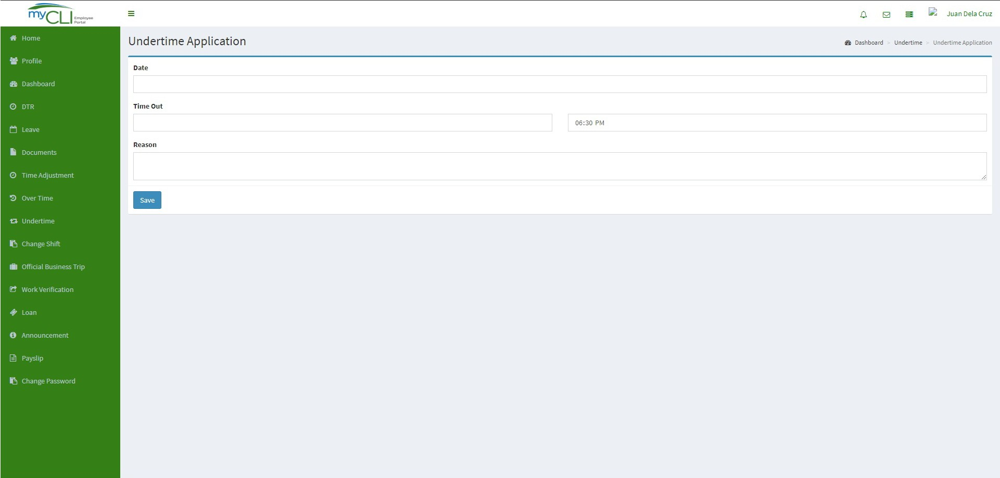 myCLI Employee Portal
Juan Dela Cruz
Home
Profile
Dashboard
DTR
Leave
Documents
Time Adjustment
Over Time
Undertime
Change Shift
Official Business Trip
Work Verification
Loan
Announcement
Payslip
Change Password
Undertime Application
Dashboard > Undertime > Undertime Application
Date
Time Out
06:30 PM
Reason
Save